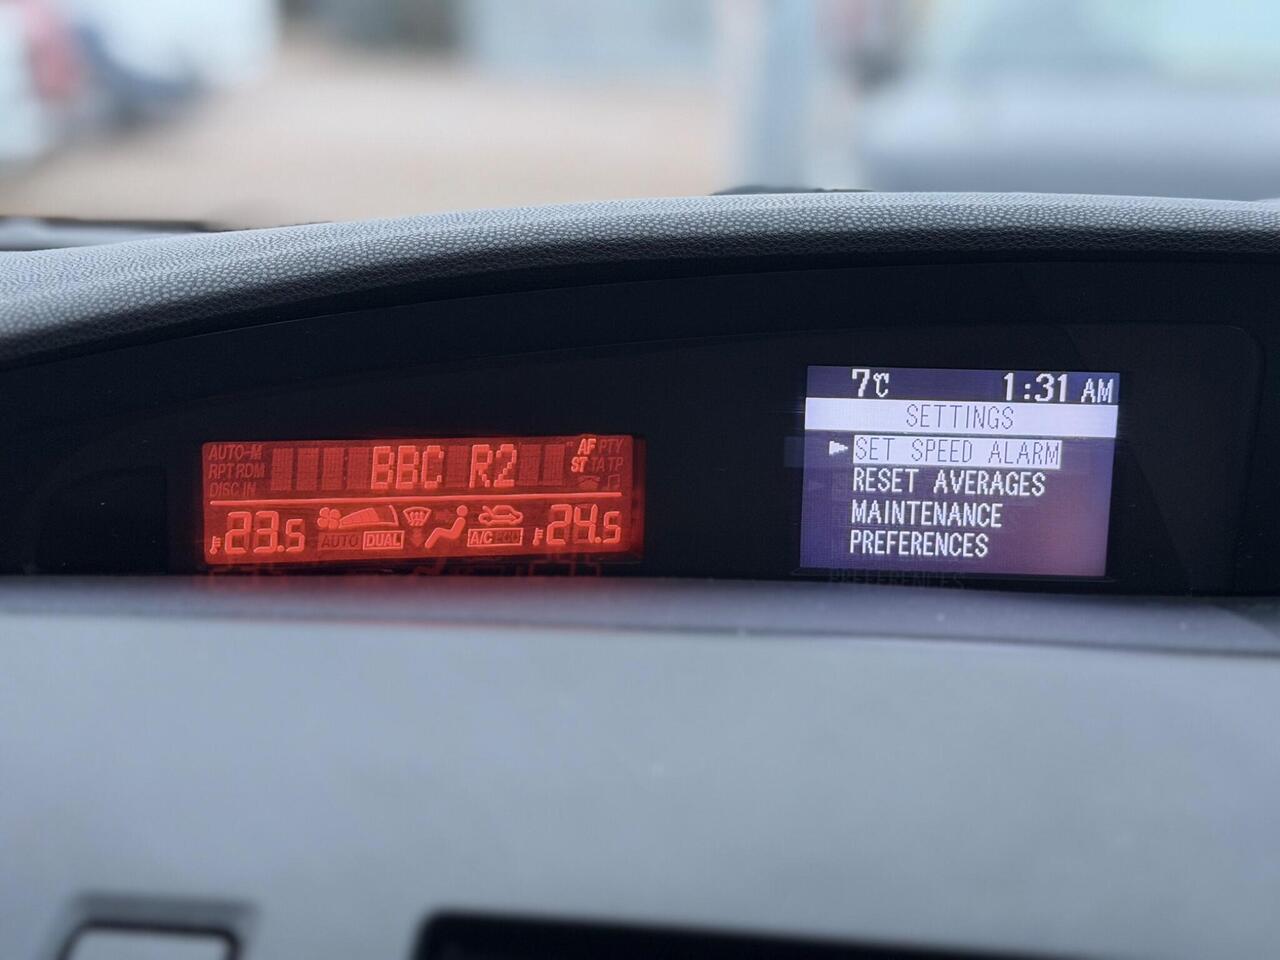 AUTO-M
RPT RDM
DISC IN
BBC R2
AF PTY
ST TA TP
23.5
AUTO DUAL
A/C ECO
24.5
7℃ 1:31 AM
SETTINGS
SET SPEED ALARM
RESET AVERAGES
MAINTENANCE
PREFERENCES